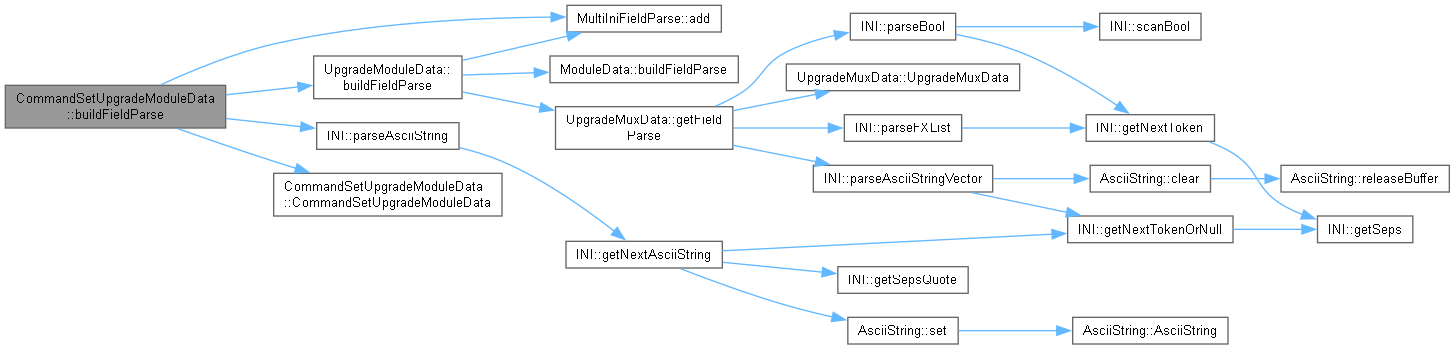 CommandSetUpgradeModuleData
::buildFieldParse
MultiIniFieldParse::add
UpgradeModuleData::
buildFieldParse
ModuleData::buildFieldParse
UpgradeMuxData::getField
Parse
INI::parseBool
INI::scanBool
UpgradeMuxData::UpgradeMuxData
INI::parseFXList
INI::getNextToken
INI::parseAsciiStringVector
AsciiString::clear
AsciiString::releaseBuffer
INI::getNextTokenOrNull
INI::getSeps
INI::parseAsciiString
CommandSetUpgradeModuleData
::CommandSetUpgradeModuleData
INI::getNextAsciiString
INI::getSepsQuote
AsciiString::set
AsciiString::AsciiString